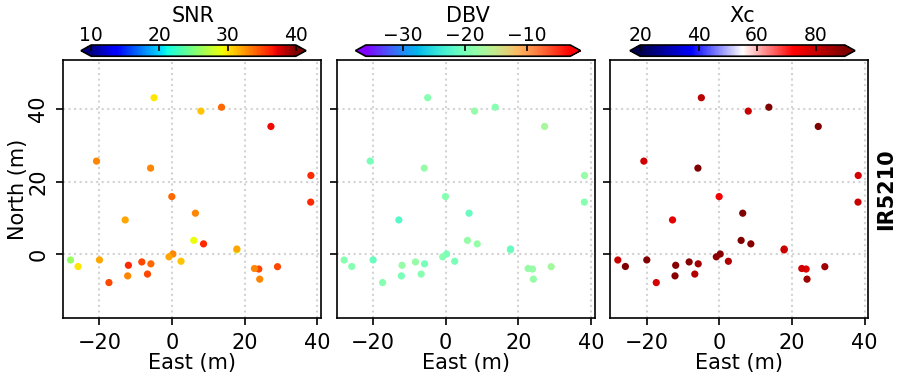 SNR DBV Xc
10 20 30 40 −30 −20 −10 20 40 60 80
40
20
0
North (m)
IR5210
−20 0 20 40 −20 0 20 40 −20 0 20 40
East (m) East (m) East (m)